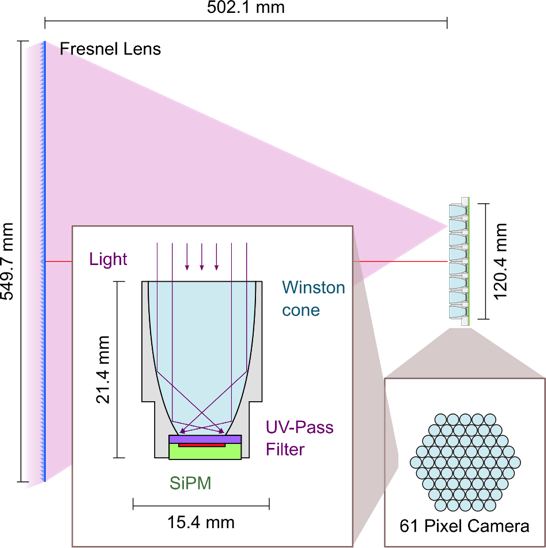 502.1 mm
Fresnel Lens
549.7 mm
120.4 mm
Light
Winston
cone
21.4 mm
UV-Pass
Filter
SiPM
15.4 mm
61 Pixel Camera